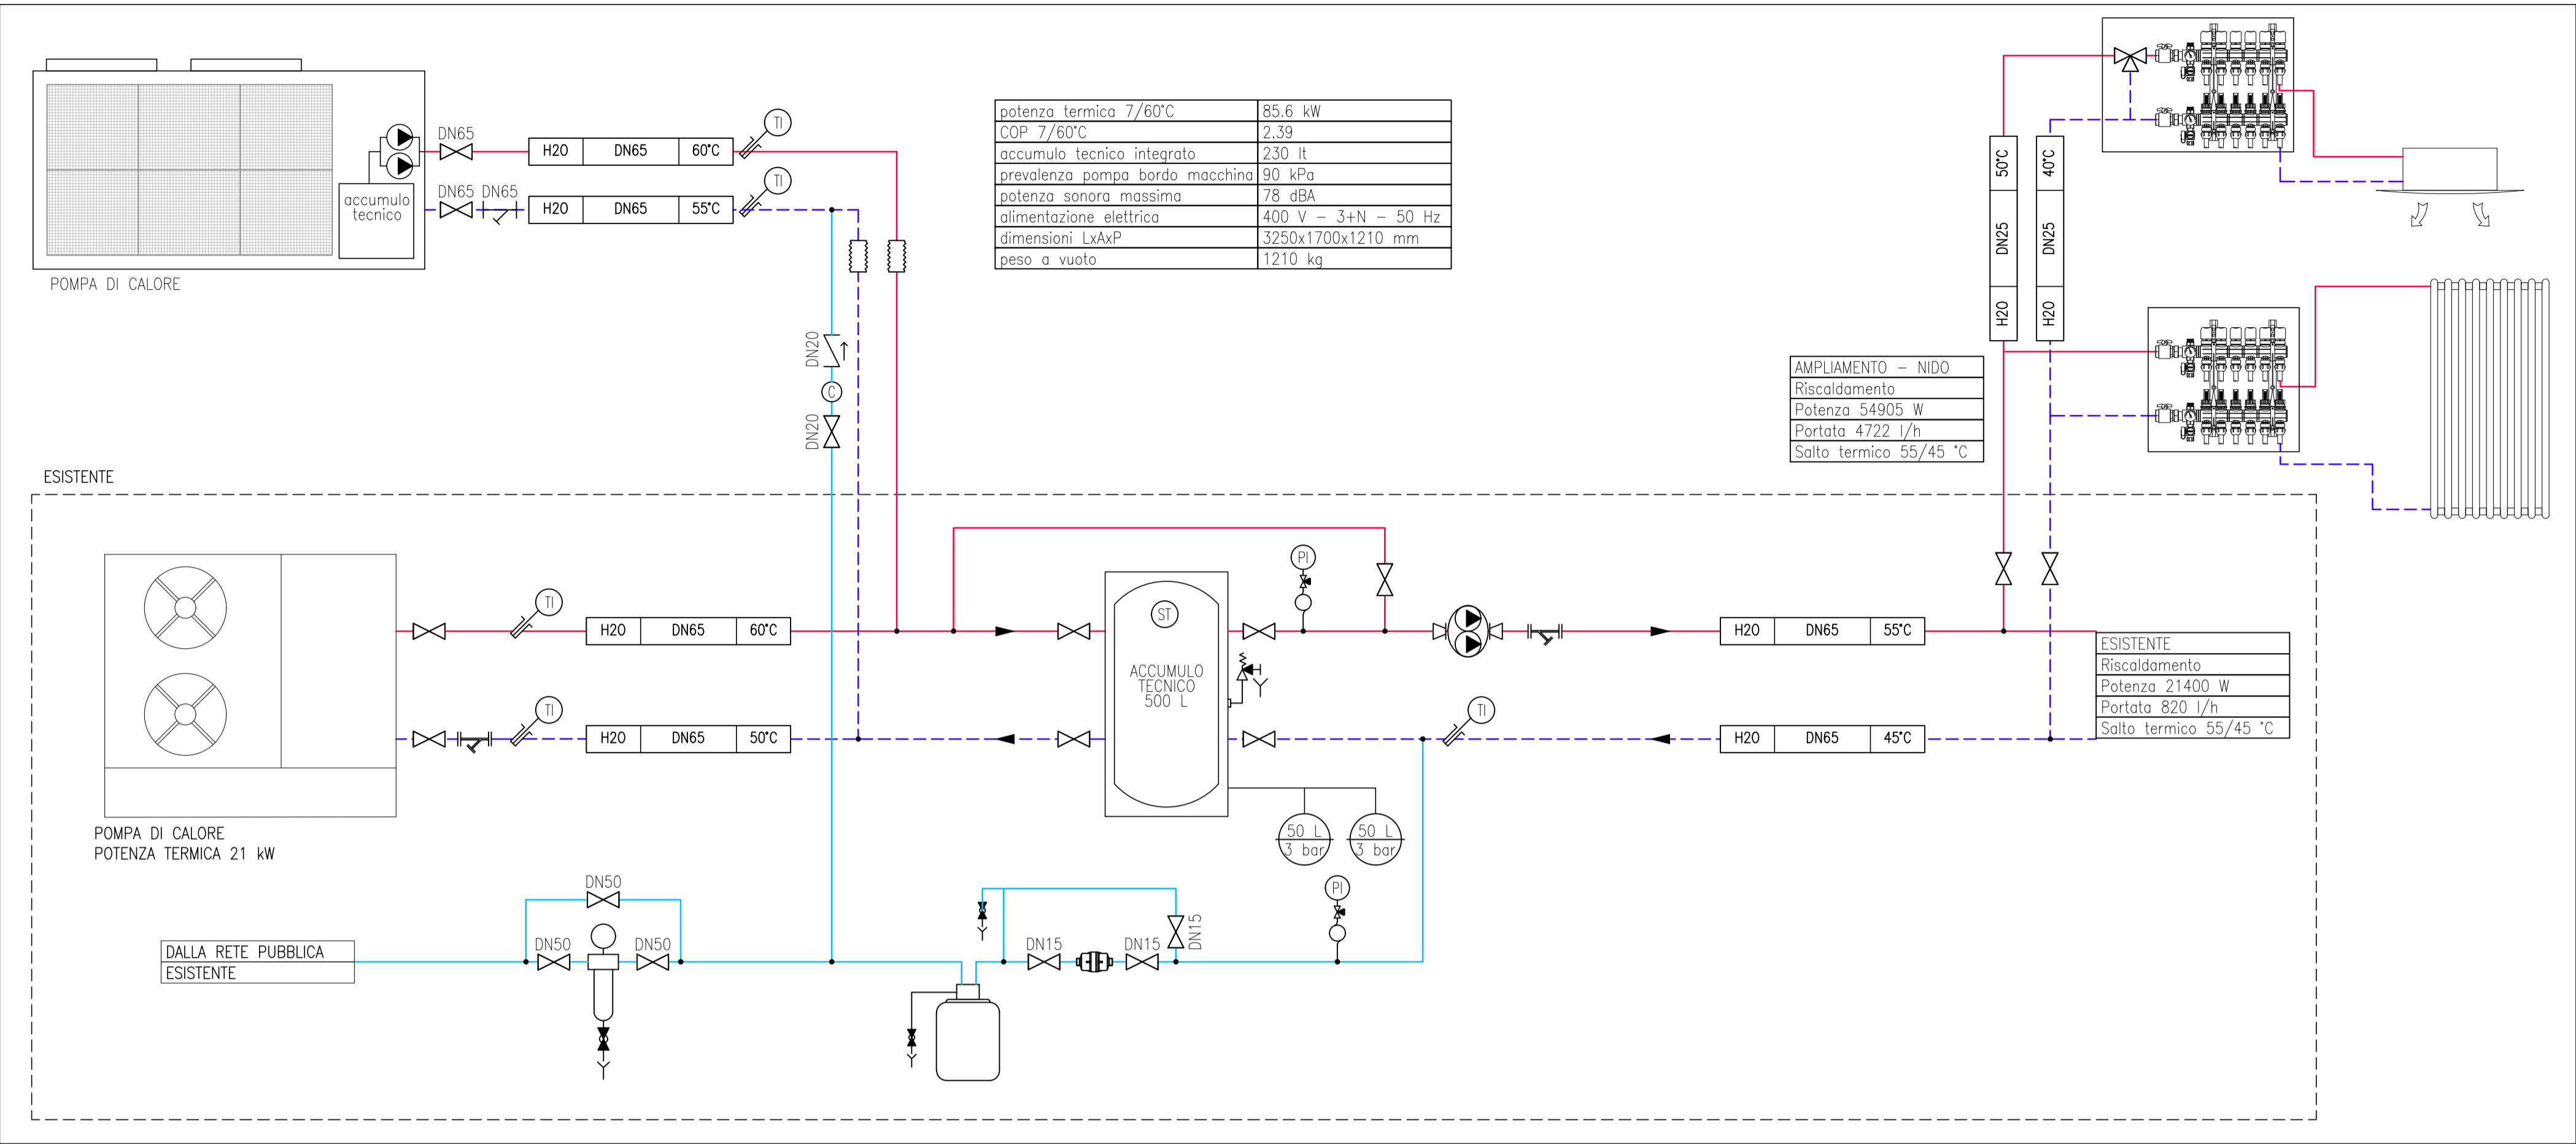 DN65
H2O DN65 60°C
TI
accumulo
tecnico
DN65 DN65
H2O DN65 55°C
TI
POMPA DI CALORE
potenza termica 7/60°C 85.6 kW
COP 7/60°C 2.39
accumulo tecnico integrato 230 lt
prevalenza pompa bordo macchina 90 kPa
potenza sonora massima 78 dBA
alimentazione elettrica 400 V – 3+N – 50 Hz
dimensioni LxAxP 3250x1700x1210 mm
peso a vuoto 1210 kg
H2O DN25 50°C
H2O DN25 40°C
DN20
C
DN20
AMPLIAMENTO – NIDO
Riscaldamento
Potenza 54905 W
Portata 4722 l/h
Salto termico 55/45 °C
ESISTENTE
TI
H2O DN65 60°C
ST
ACCUMULO
TECNICO
500 L
PI
H2O DN65 55°C
TI
H2O DN65 50°C
TI
H2O DN65 45°C
ESISTENTE
Riscaldamento
Potenza 21400 W
Portata 820 l/h
Salto termico 55/45 °C
POMPA DI CALORE
POTENZA TERMICA 21 kW
50 L
3 bar
50 L
3 bar
PI
DN50
DN50
DN50
DN15
DN15
DN15
DALLA RETE PUBBLICA
ESISTENTE